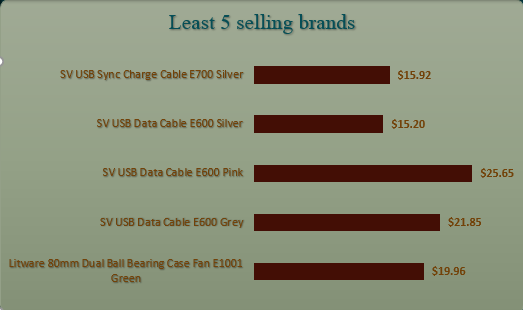 Least 5 selling brands
SV USB Sync Charge Cable E700 Silver
$15.92
SV USB Data Cable E600 Silver
$15.20
SV USB Data Cable E600 Pink
$25.65
SV USB Data Cable E600 Grey
$21.85
Litware 80mm Dual Ball Bearing Case Fan E1001
Green
$19.96